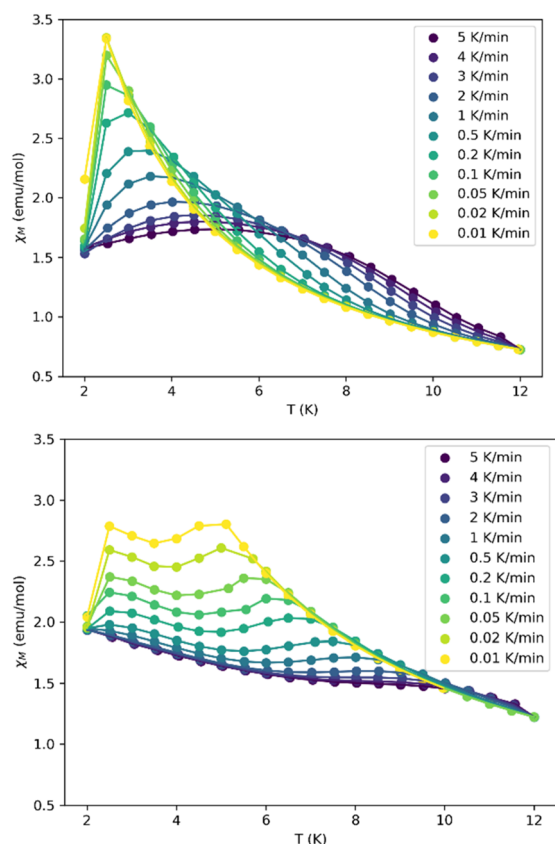 3.5
3.0
2.5
2.0
1.5
1.0
0.5
χM (emu/mol)
5 K/min
4 K/min
3 K/min
2 K/min
1 K/min
0.5 K/min
0.2 K/min
0.1 K/min
0.05 K/min
0.02 K/min
0.01 K/min
2 4 6 8 10 12
T (K)
3.5
3.0
2.5
2.0
1.5
1.0
0.5
χM (emu/mol)
5 K/min
4 K/min
3 K/min
2 K/min
1 K/min
0.5 K/min
0.2 K/min
0.1 K/min
0.05 K/min
0.02 K/min
0.01 K/min
2 4 6 8 10 12
T (K)